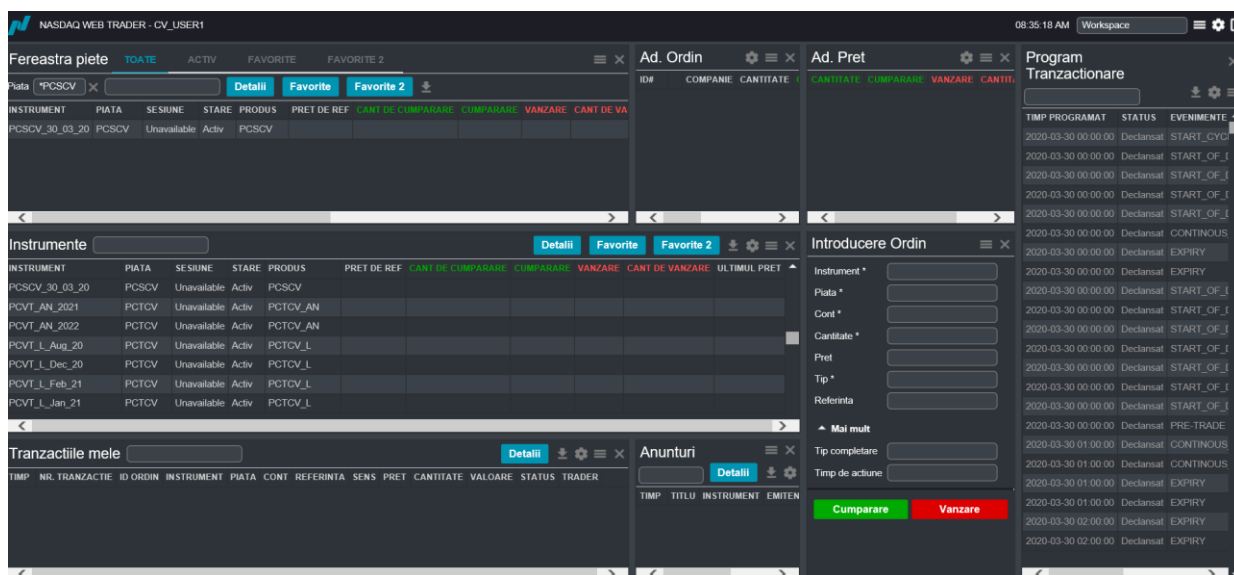 NASDAQ WEB TRADER - CV_USER1
08:35:18 AM Workspace
Fereastra piete TOATE ACTIV FAVORITE FAVORITE 2
Piata *PCSCV Detalii Favorite Favorite 2
INSTRUMENT PIATA SESIUNE STARE PRODUS PRET DE REF CANT DE CUMPARARE CUMPARARE VANZARE CANT DE VA
PCSCV_30_03_20 PCSCV Unavailable Activ PCSCV
Ad. Ordin
ID# COMPANIE CANTITATE
Ad. Pret
CANTITATE CUMPARARE VANZARE CANTIT
Program
Tranzactionare
TIMP PROGRAMAT STATUS EVENIMENTE
2020-03-30 00:00:00 Declansat START_CYC
2020-03-30 00:00:00 Declansat START_OF_D
2020-03-30 00:00:00 Declansat START_OF_D
2020-03-30 00:00:00 Declansat START_OF_D
2020-03-30 00:00:00 Declansat START_OF_D
2020-03-30 00:00:00 Declansat CONTINOUS
2020-03-30 00:00:00 Declansat EXPIRY
2020-03-30 00:00:00 Declansat EXPIRY
2020-03-30 00:00:00 Declansat START_OF_D
2020-03-30 00:00:00 Declansat START_OF_D
2020-03-30 00:00:00 Declansat START_OF_D
2020-03-30 00:00:00 Declansat START_OF_D
2020-03-30 00:00:00 Declansat START_OF_D
2020-03-30 00:00:00 Declansat START_OF_D
2020-03-30 00:00:00 Declansat START_OF_D
2020-03-30 00:00:00 Declansat PRE-TRADE
2020-03-30 01:00:00 Declansat CONTINOUS_
2020-03-30 01:00:00 Declansat CONTINOUS_
2020-03-30 01:00:00 Declansat EXPIRY
2020-03-30 01:00:00 Declansat EXPIRY
2020-03-30 02:00:00 Declansat EXPIRY
2020-03-30 02:00:00 Declansat EXPIRY
Instrumente Detalii Favorite Favorite 2
INSTRUMENT PIATA SESIUNE STARE PRODUS PRET DE REF CANT DE CUMPARARE CUMPARARE VANZARE CANT DE VANZARE ULTIMUL PRET
PCSCV_30_03_20 PCSCV Unavailable Activ PCSCV
PCVT_AN_2021 PCTCV Unavailable Activ PCTCV_AN
PCVT_AN_2022 PCTCV Unavailable Activ PCTCV_AN
PCVT_L_Aug_20 PCTCV Unavailable Activ PCTCV_L
PCVT_L_Dec_20 PCTCV Unavailable Activ PCTCV_L
PCVT_L_Feb_21 PCTCV Unavailable Activ PCTCV_L
PCVT_L_Jan_21 PCTCV Unavailable Activ PCTCV_L
Introducere Ordin
Instrument *
Piata *
Cont *
Cantitate *
Pret
Tip *
Referinta
Mai mult
Tip completare
Timp de actiune
Cumparare Vanzare
Tranzactiile mele Detalii
TIMP NR. TRANZACTIE ID ORDIN INSTRUMENT PIATA CONT REFERINTA SENS PRET CANTITATE VALOARE STATUS TRADER
Anunturi
Detalii
TIMP TITLU INSTRUMENT EMITEN